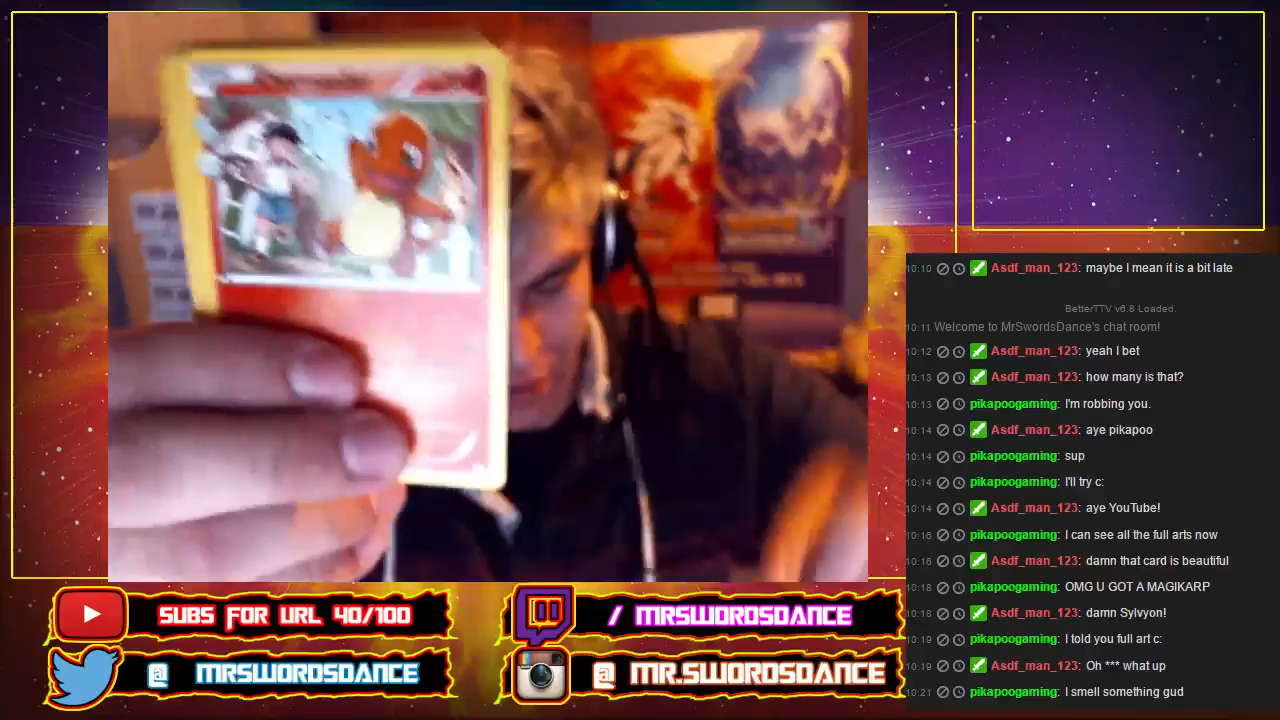 10:10 Asdf_man_123: maybe I mean it is a bit late
BetterTTV v6.8 Loaded.
10:11 Welcome to MrSwordsDance's chat room!
10:12 Asdf_man_123: yeah I bet
10:13 Asdf_man_123: how many is that?
10:13 pikapoogaming: I'm robbing you.
10:14 Asdf_man_123: aye pikapoo
10:14 pikapoogaming: sup
10:14 pikapoogaming: I'll try c:
10:14 Asdf_man_123: aye YouTube!
10:16 pikapoogaming: I can see all the full arts now
10:16 Asdf_man_123: damn that card is beautiful
10:18 pikapoogaming: OMG U GOT A MAGIKARP
10:18 Asdf_man_123: damn Sylvyon!
10:19 pikapoogaming: I told you full art c:
10:19 Asdf_man_123: Oh *** what up
10:21 pikapoogaming: I smell something gud
SUBS FOR URL 40/100
/ MRSWORDSDANCE
@ MRSWORDSDANCE
@ MR.SWORDSDANCE